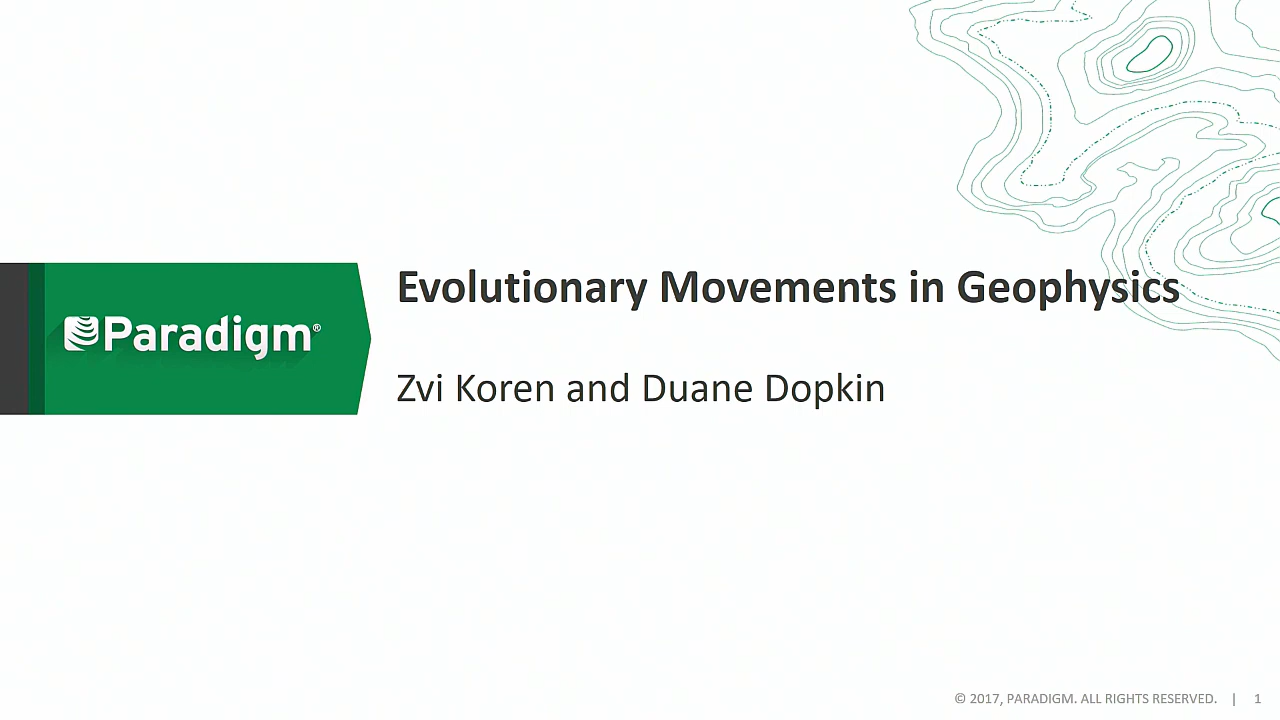 Evolutionary Movements in Geophysics
Paradigm®
Zvi Koren and Duane Dopkin
© 2017, PARADIGM. ALL RIGHTS RESERVED. | 1